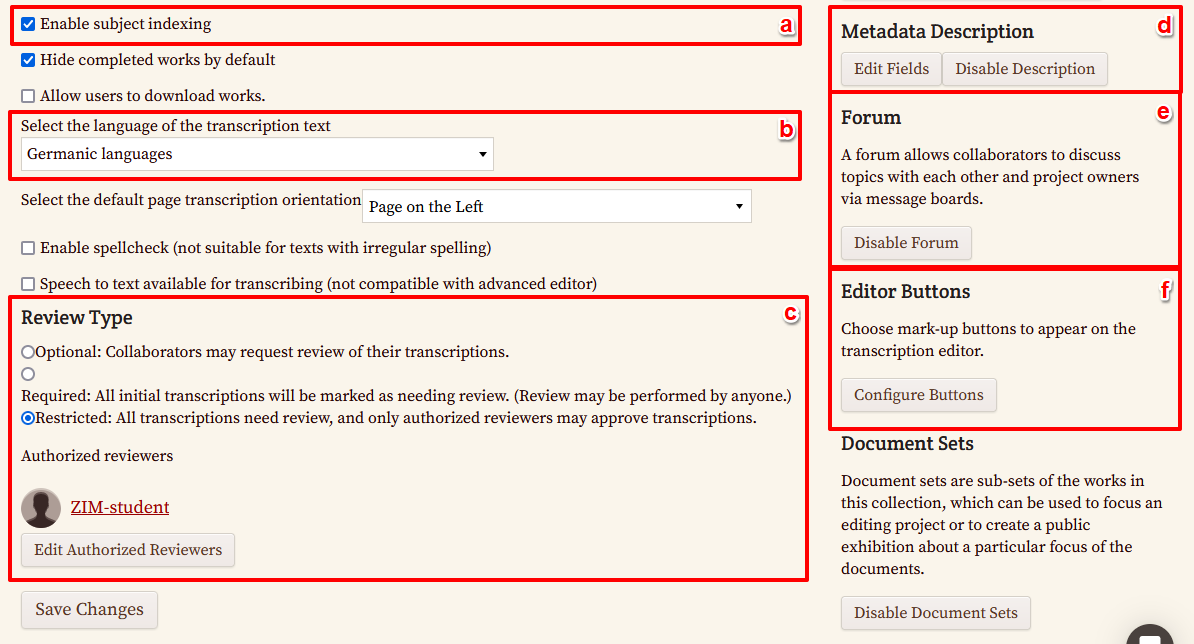 Enable subject indexing
a
Hide completed works by default
Allow users to download works.
Select the language of the transcription text
b
Germanic languages
Select the default page transcription orientation
Page on the Left
Enable spellcheck (not suitable for texts with irregular spelling)
Speech to text available for transcribing (not compatible with advanced editor)
Review Type
c
Optional: Collaborators may request review of their transcriptions.
Required: All initial transcriptions will be marked as needing review. (Review may be performed by anyone.)
Restricted: All transcriptions need review, and only authorized reviewers may approve transcriptions.
Authorized reviewers
ZIM-student
Edit Authorized Reviewers
Save Changes
Metadata Description
d
Edit Fields
Disable Description
Forum
e
A forum allows collaborators to discuss
topics with each other and project owners
via message boards.
Disable Forum
Editor Buttons
f
Choose mark-up buttons to appear on the
transcription editor.
Configure Buttons
Document Sets
Document sets are sub-sets of the works in
this collection, which can be used to focus an
editing project or to create a public
exhibition about a particular focus of the
documents.
Disable Document Sets